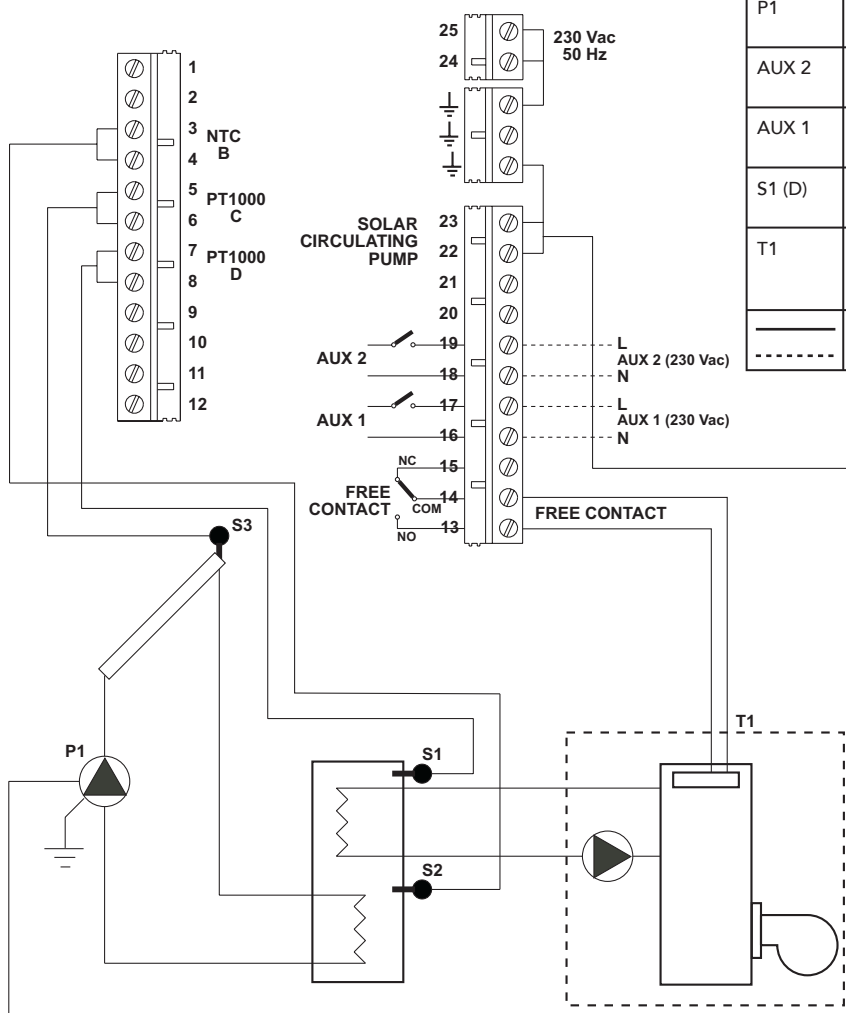 25
24
230 Vac
50 Hz
P1
AUX 2
AUX 1
S1 (D)
T1
1
2
3
4
5
6
7
8
9
10
11
12
NTC
B
PT1000
C
PT1000
D
SOLAR
CIRCULATING
PUMP
23
22
21
20
19
18
17
16
15
14
13
AUX 2
AUX 1
L
AUX 2 (230 Vac)
N
L
AUX 1 (230 Vac)
N
NC
FREE
CONTACT
COM
NO
FREE CONTACT
S3
P1
S1
S2
T1